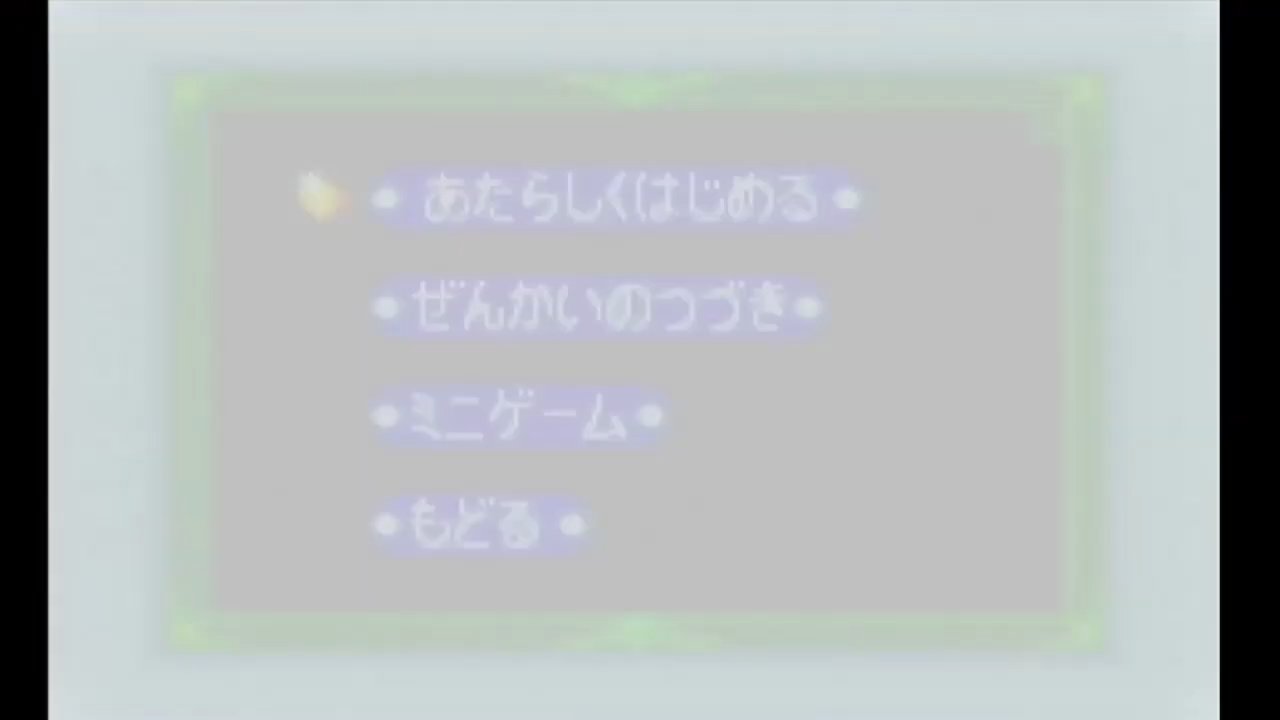 あたらしくはじめる
ぜんかいのつづき
ミニゲーム
もどる